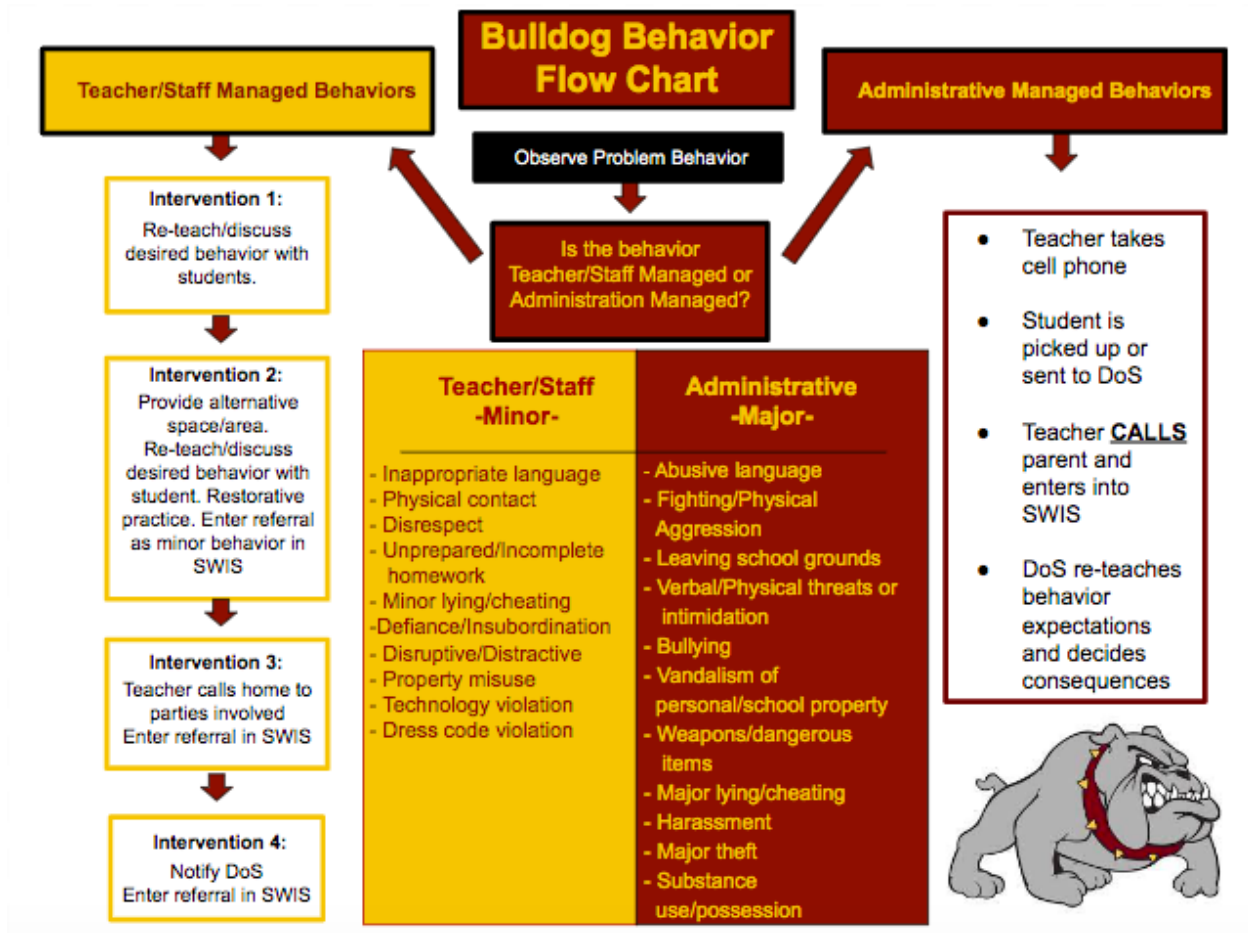 Bulldog Behavior
Flow Chart
Teacher/Staff Managed Behaviors
Administrative Managed Behaviors
Observe Problem Behavior
Is the behavior
Teacher/Staff Managed or
Administration Managed?
Intervention 1:
Re-teach/discuss
desired behavior with
students.
Intervention 2:
Provide alternative
space/area.
Re-teach/discuss
desired behavior with
student. Restorative
practice. Enter referral
as minor behavior in
SWIS
Intervention 3:
Teacher calls home to
parties involved
Enter referral in SWIS
Intervention 4:
Notify DoS
Enter referral in SWIS
Teacher/Staff
-Minor-
- Inappropriate language
- Physical contact
- Disrespect
- Unprepared/Incomplete
homework
- Minor lying/cheating
-Defiance/Insubordination
- Disruptive/Distractive
- Property misuse
- Technology violation
- Dress code violation
Administrative
-Major-
- Abusive language
- Fighting/Physical
Aggression
- Leaving school grounds
- Verbal/Physical threats or
intimidation
- Bullying
- Vandalism of
personal/school property
- Weapons/dangerous
items
- Major lying/cheating
- Harassment
- Major theft
- Substance
use/possession
● Teacher takes
cell phone
● Student is
picked up or
sent to DoS
● Teacher CALLS
parent and
enters into
SWIS
● DoS re-teaches
behavior
expectations
and decides
consequences